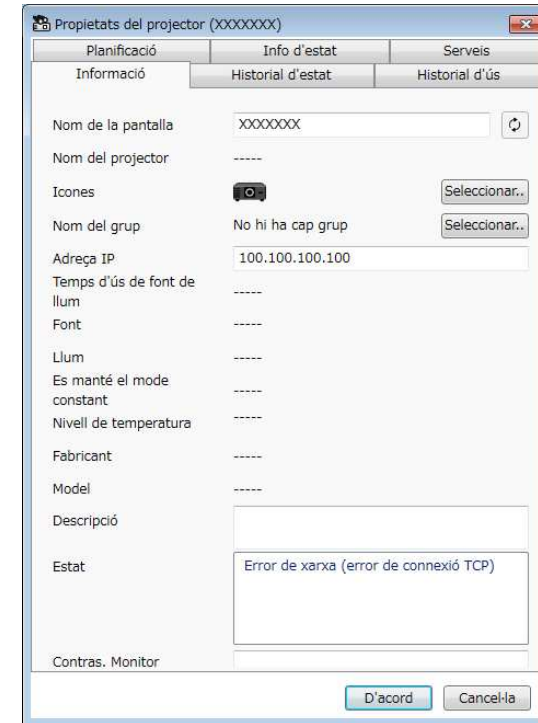 Propietats del projector (XXXXXXX)
Planificació Info d'estat Serveis
Informació Historial d'estat Historial d'ús
Nom de la pantalla XXXXXXX
Nom del projector -----
Icones Seleccionar..
Nom del grup No hi ha cap grup Seleccionar..
Adreça IP 100.100.100.100
Temps d'ús de font de
llum -----
Font -----
Llum -----
Es manté el mode
constant -----
Nivell de temperatura -----
Fabricant -----
Model -----
Descripció
Estat Error de xarxa (error de connexió TCP)
Contras. Monitor
D'acord Cancel·la